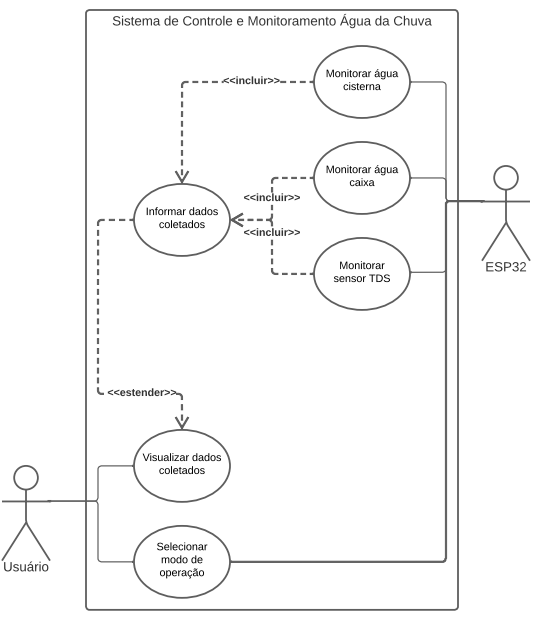 Sistema de Controle e Monitoramento Água da Chuva
Monitorar água
cisterna
<<incluir>>
Monitorar água
caixa
<<incluir>>
Informar dados
coletados
<<incluir>>
Monitorar
sensor TDS
ESP32
<<estender>>
Visualizar dados
coletados
Selecionar
modo de
operação
Usuário